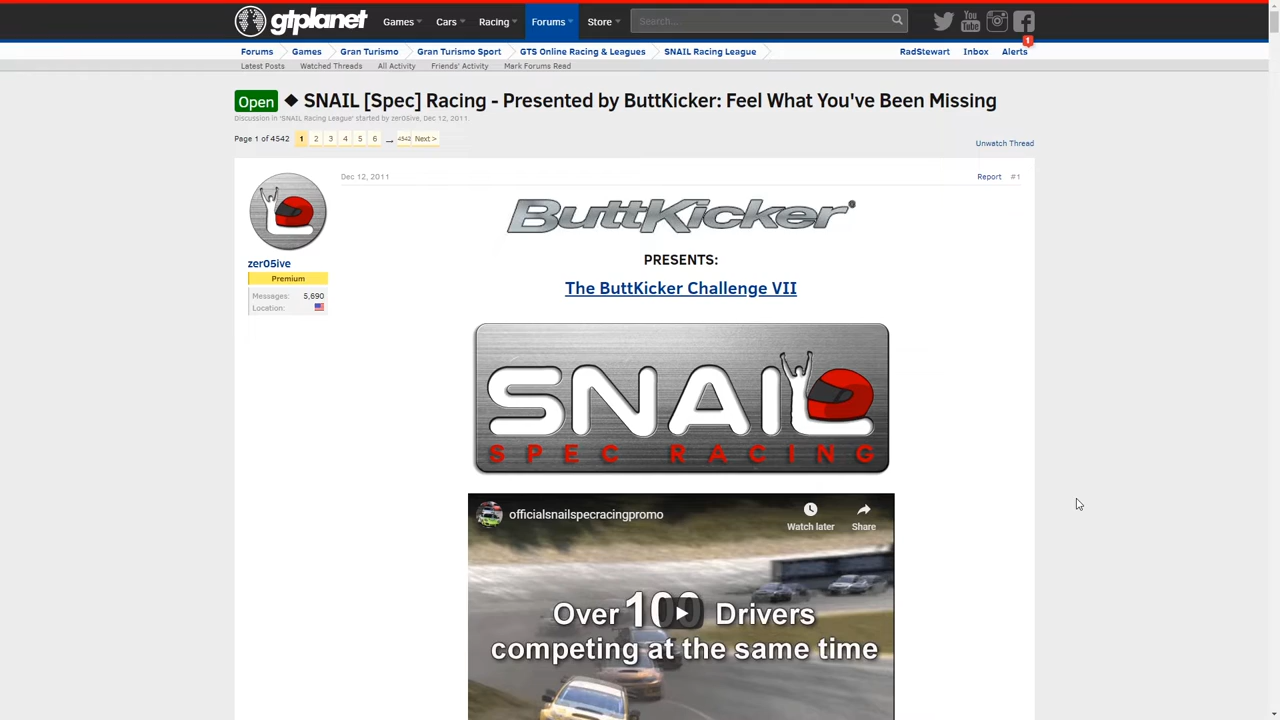 gtplanet Games Cars Racing Forums Store Search...
Forums Games Gran Turismo Gran Turismo Sport GTS Online Racing & Leagues SNAIL Racing League RadStewart Inbox Alerts 1
Latest Posts Watched Threads All Activity Friends' Activity Mark Forums Read
Open ◆ SNAIL [Spec] Racing - Presented by ButtKicker: Feel What You've Been Missing
Discussion in 'SNAIL Racing League' started by zer05ive, Dec 12, 2011.
Page 1 of 4542 1 2 3 4 5 6 ... 4542 Next >
Unwatch Thread
Dec 12, 2011 Report #1
ButtKicker®
PRESENTS:
The ButtKicker Challenge VII
zer05ive
Premium
Messages: 5,690
Location:
SNAIL
SPEC RACING
officialsnailspecracingpromo
Watch later Share
Over 100 Drivers
competing at the same time